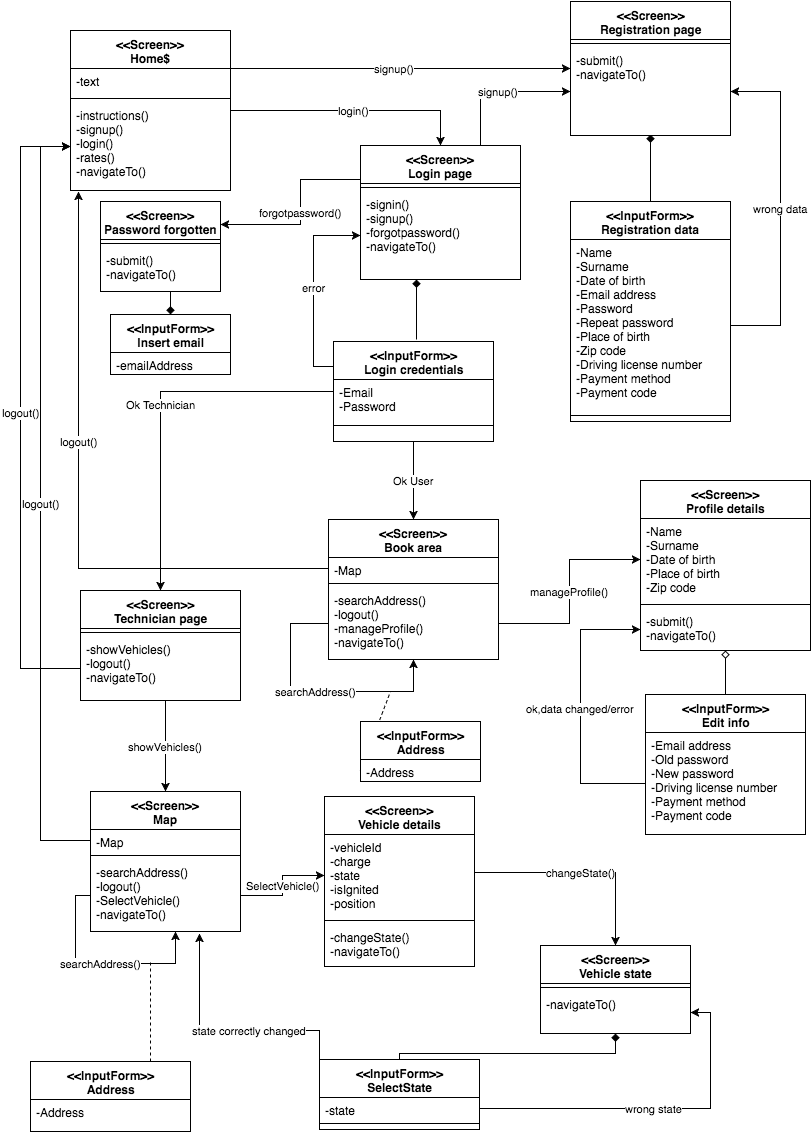 <<Screen>>
Home$
-text
-instructions()
-signup()
-login()
-rates()
-navigateTo()
signup()
<<Screen>>
Registration page
-submit()
-navigateTo()
signup()
login()
<<Screen>>
Login page
-signin()
-signup()
-forgotpassword()
-navigateTo()
forgotpassword()
<<Screen>>
Password forgotten
-submit()
-navigateTo()
<<InputForm>>
Insert email
-emailAddress
error
wrong data
<<InputForm>>
Registration data
-Name
-Surname
-Date of birth
-Email address
-Password
-Repeat password
-Place of birth
-Zip code
-Driving license number
-Payment method
-Payment code
<<InputForm>>
Login credentials
-Email
-Password
Ok Technician
logout()
logout()
logout()
Ok User
<<Screen>>
Book area
-Map
-searchAddress()
-logout()
-manageProfile()
-navigateTo()
manageProfile()
<<Screen>>
Profile details
-Name
-Surname
-Date of birth
-Place of birth
-Zip code
-submit()
-navigateTo()
<<Screen>>
Technician page
-showVehicles()
-logout()
-navigateTo()
searchAddress()
<<InputForm>>
Address
-Address
ok,data changed/error
<<InputForm>>
Edit info
-Email address
-Old password
-New password
-Driving license number
-Payment method
-Payment code
showVehicles()
<<Screen>>
Map
-Map
-searchAddress()
-logout()
-SelectVehicle()
-navigateTo()
SelectVehicle()
<<Screen>>
Vehicle details
-vehicleId
-charge
-state
-isIgnited
-position
-changeState()
-navigateTo()
changeState()
searchAddress()
<<Screen>>
Vehicle state
-navigateTo()
state correctly changed
<<InputForm>>
Address
-Address
<<InputForm>>
SelectState
-state
wrong state